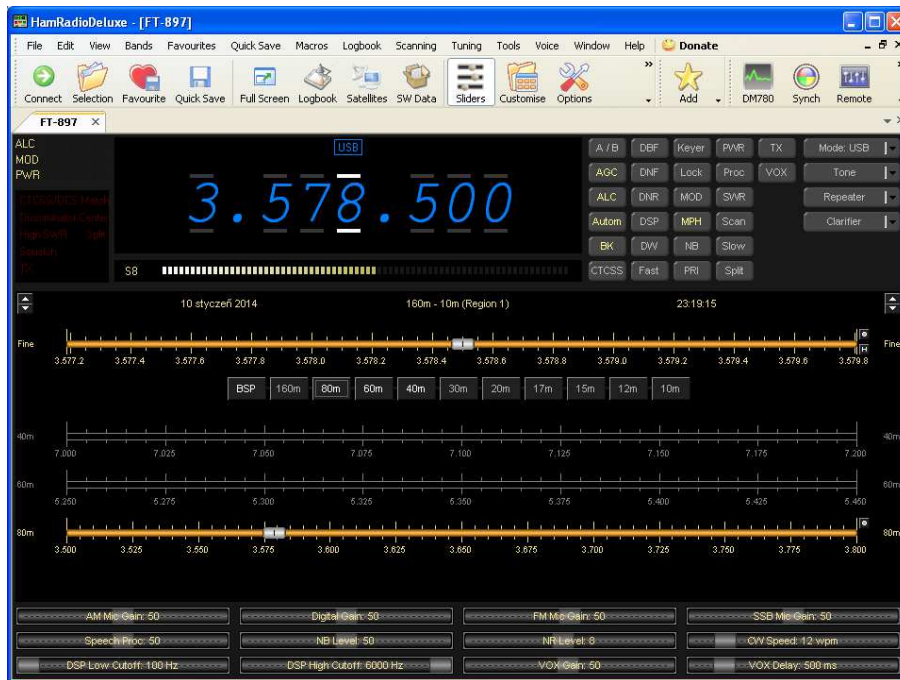 HamRadioDeluxe - [FT-897]
File Edit View Bands Favourites Quick Save Macros Logbook Scanning Tuning Tools Voice Window Help Donate
Connect Selection Favourite Quick Save Full Screen Logbook Satellites SW Data Sliders Customise Options Add DM780 Synch Remote
FT-897
ALC
MOD
PWR
USB
3.578.500
S8
A / B DBF Keyer PWR TX Mode: USB
AGC DNF Lock Proc VOX Tone
ALC DNR MOD SWR Repeater
Autom DSP MPH Scan Clarifier
BK DW NB Slow
CTCSS Fast PRI Split
10 styczeń 2014 160m - 10m (Region 1) 23:19:15
Fine Fine
3.577.2 3.577.4 3.577.6 3.577.8 3.578.0 3.578.2 3.578.4 3.578.6 3.578.8 3.579.0 3.579.2 3.579.4 3.579.6 3.579.8
BSP 160m 80m 60m 40m 30m 20m 17m 15m 12m 10m
40m 40m
7.000 7.025 7.050 7.075 7.100 7.125 7.150 7.175 7.200
60m 60m
5.250 5.275 5.300 5.325 5.350 5.375 5.400 5.425 5.450
80m 80m
3.500 3.525 3.550 3.575 3.600 3.625 3.650 3.675 3.700 3.725 3.750 3.775 3.800
AM Mic Gain: 50 Digital Gain: 50 FM Mic Gain: 50 SSB Mic Gain: 50
Speech Proc: 50 NB Level: 50 NR Level: 8 CW Speed: 12 wpm
DSP Low Cutoff: 100 Hz DSP High Cutoff: 6000 Hz VOX Gain: 50 VOX Delay: 500 ms